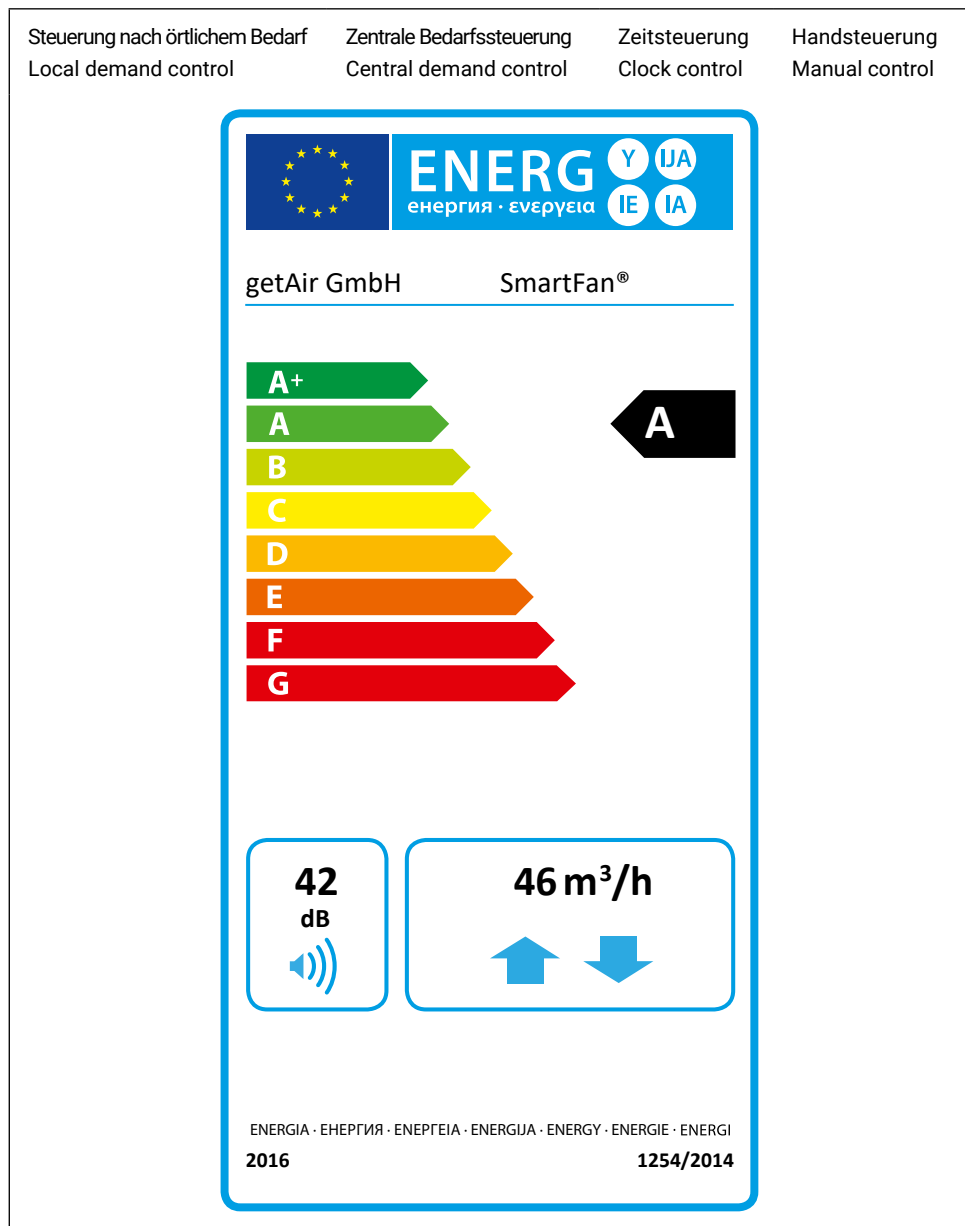 Steuerung nach örtlichem Bedarf Zentrale Bedarfssteuerung Zeitsteuerung Handsteuerung
Local demand control Central demand control Clock control Manual control
ENERG Y IJA
енергия · ενεργεια IE IA
getAir GmbH SmartFan®
A+
A
A
B
C
D
E
F
G
42
dB
46 m³/h
ENERGIA · ЕНЕРГИЯ · ΕΝΕΡΓΕΙΑ · ENERGIJA · ENERGY · ENERGIE · ENERGI
2016 1254/2014